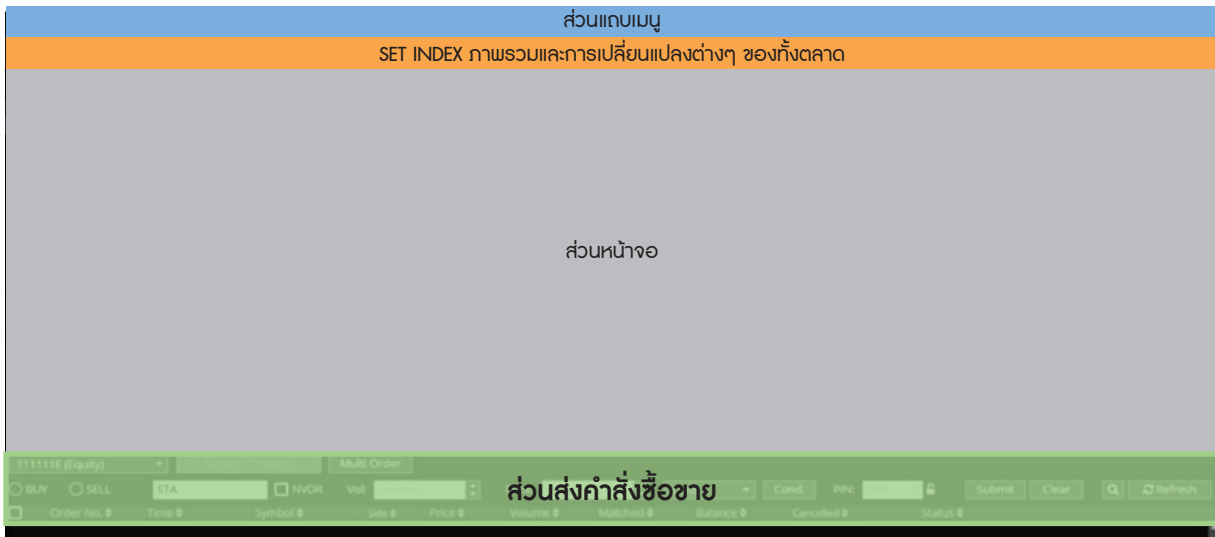 ส่วนแถบเมนู
SET INDEX ภาพรวมและการเปลี่ยนแปลงต่างๆ ของทั้งตลาด
ส่วนหน้าจอ
111111E (Equity) Multi Order
BUY SELL STA NVDR Vol: ส่วนส่งคำสั่งซื้อขาย Cond. PIN: Submit Clear Refresh
Order No. Time Symbol Side Price Volume Matched Balance Cancelled Status